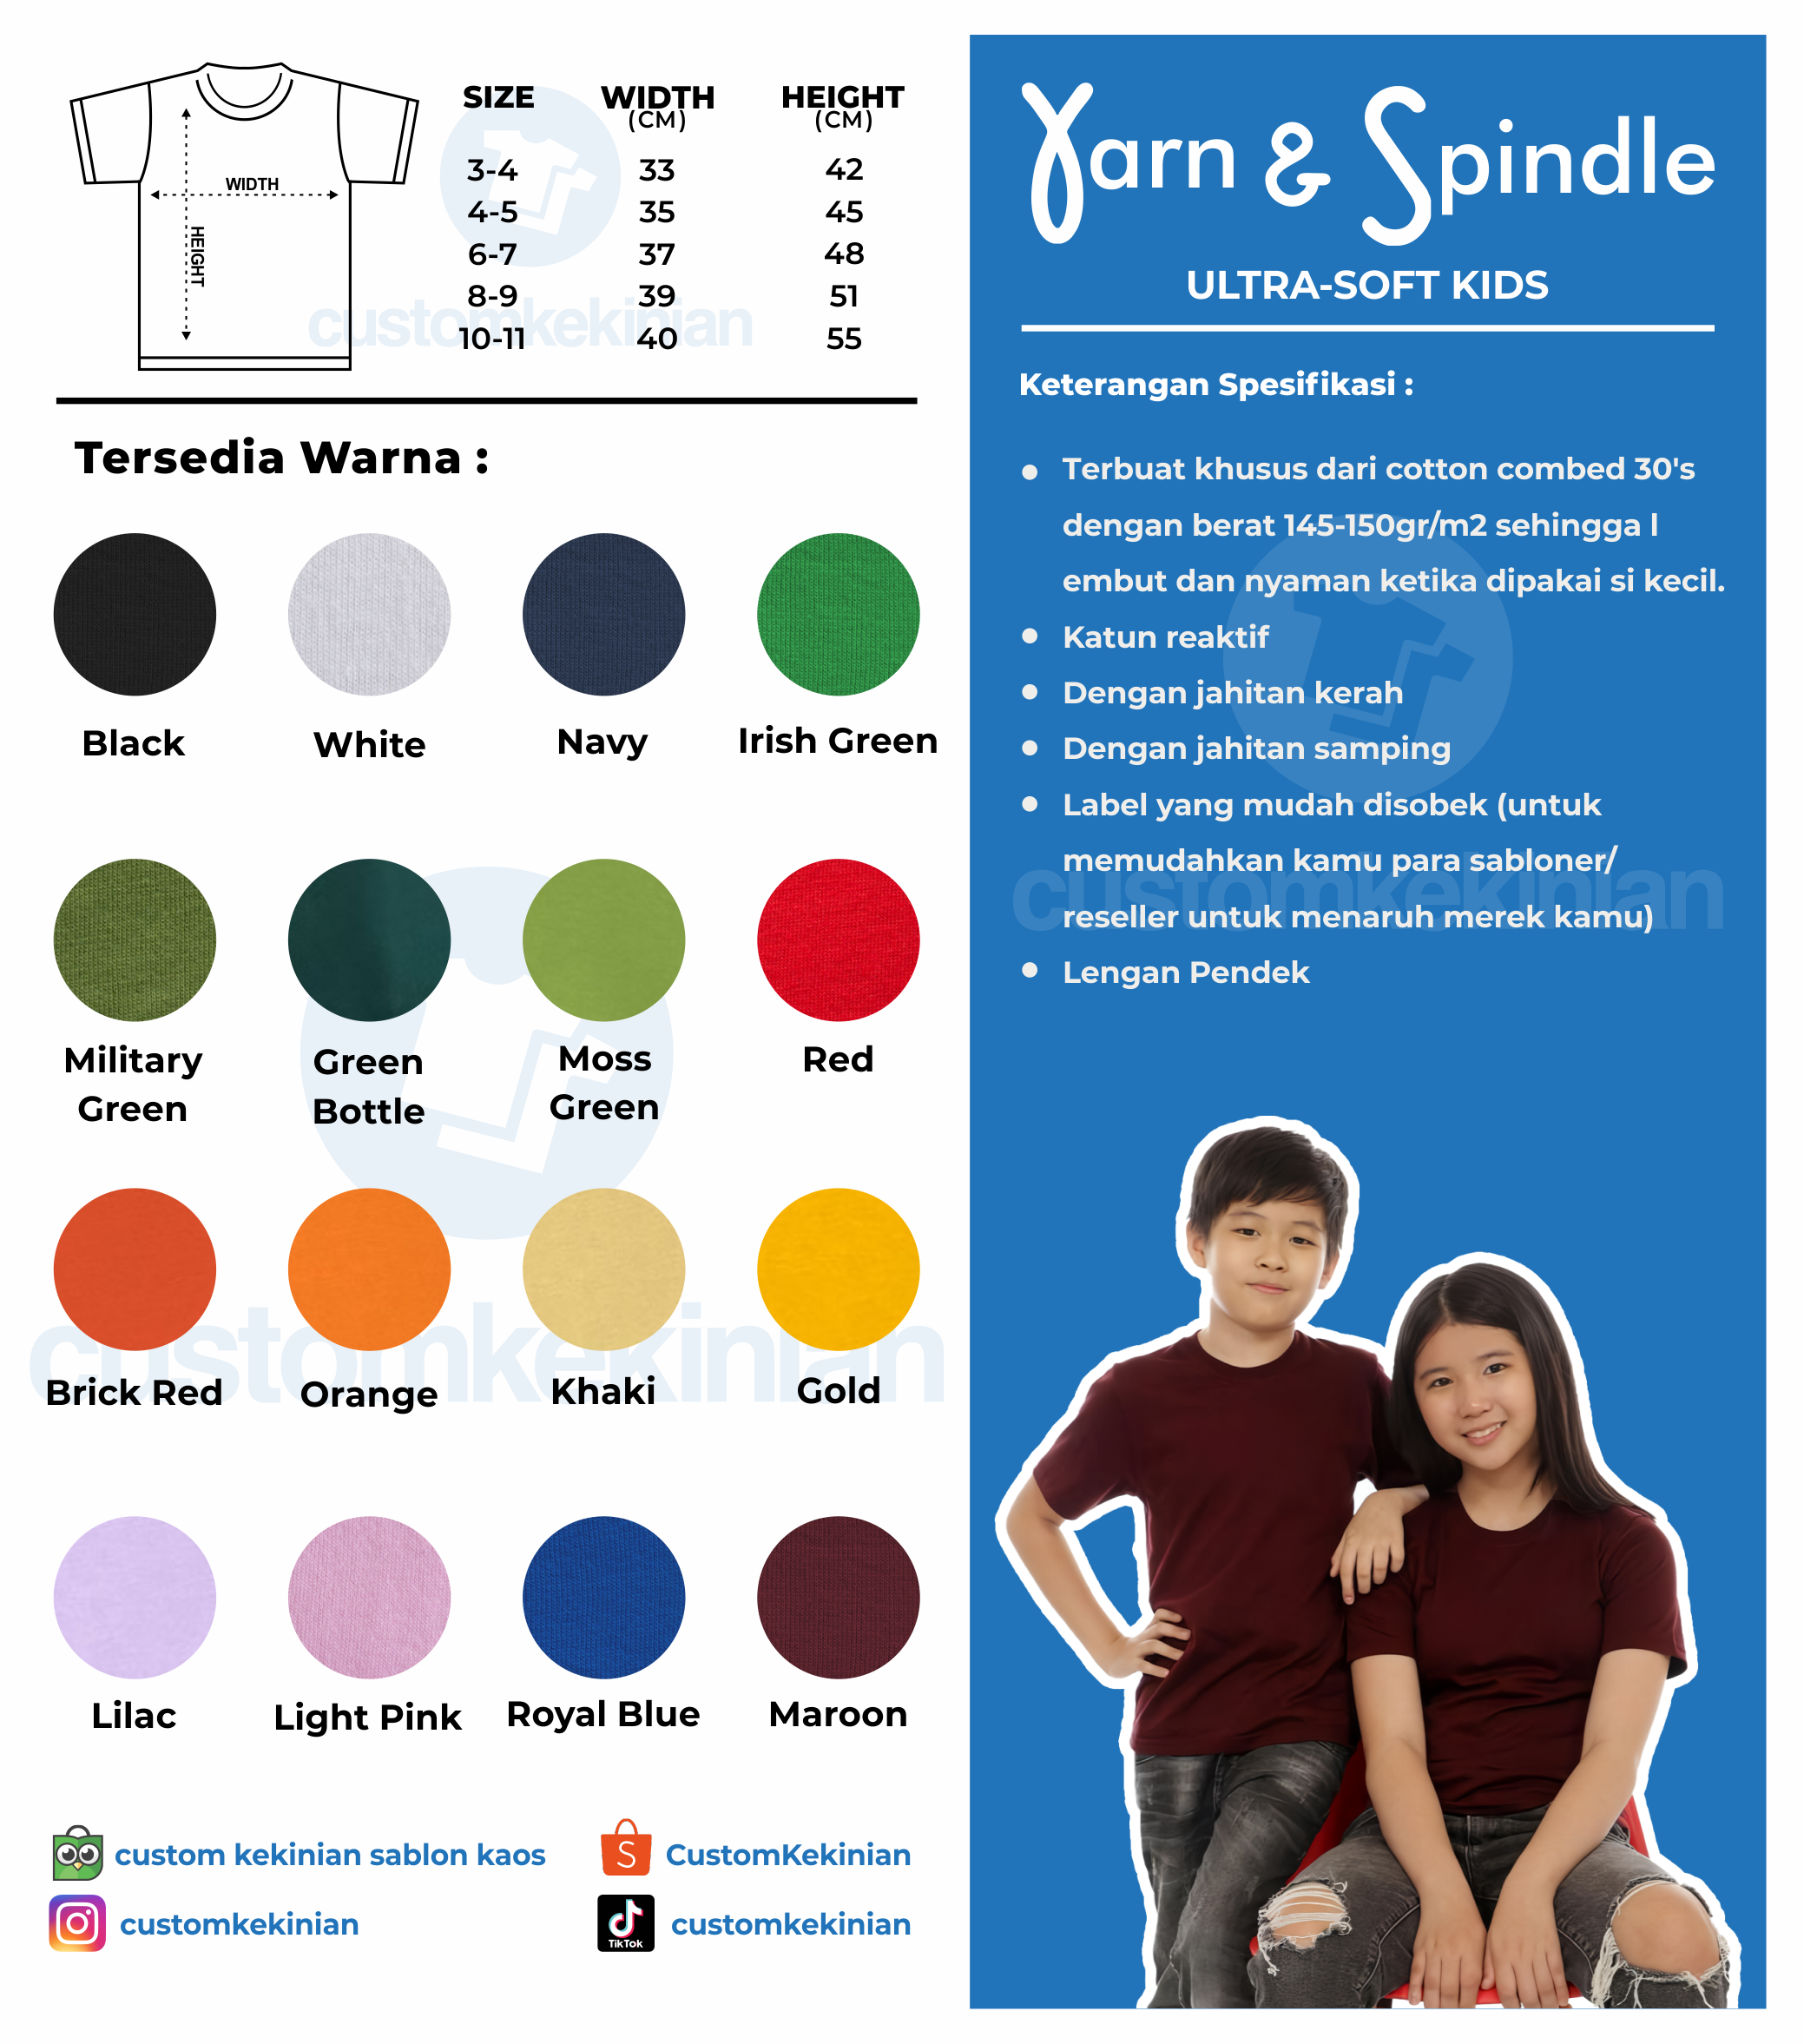 SIZE WIDTH HEIGHT
(CM) (CM)
3-4 33 42
4-5 35 45
6-7 37 48
8-9 39 51
10-11 40 55
WIDTH
HEIGHT
customkekinian
Tersedia Warna :
Black White Navy Irish Green
Military Green Moss Red
Green Bottle Green
Brick Red Orange Khaki Gold
customkekinian
Lilac Light Pink Royal Blue Maroon
custom kekinian sablon kaos
S CustomKekinian
customkekinian
TikTok customkekinian
Yarn & Spindle
ULTRA-SOFT KIDS
Keterangan Spesifikasi :
• Terbuat khusus dari cotton combed 30's
dengan berat 145-150gr/m2 sehingga l
embut dan nyaman ketika dipakai si kecil.
• Katun reaktif
• Dengan jahitan kerah
• Dengan jahitan samping
• Label yang mudah disobek (untuk
memudahkan kamu para sabloner/
customkekinian
reseller untuk menaruh merek kamu)
• Lengan Pendek